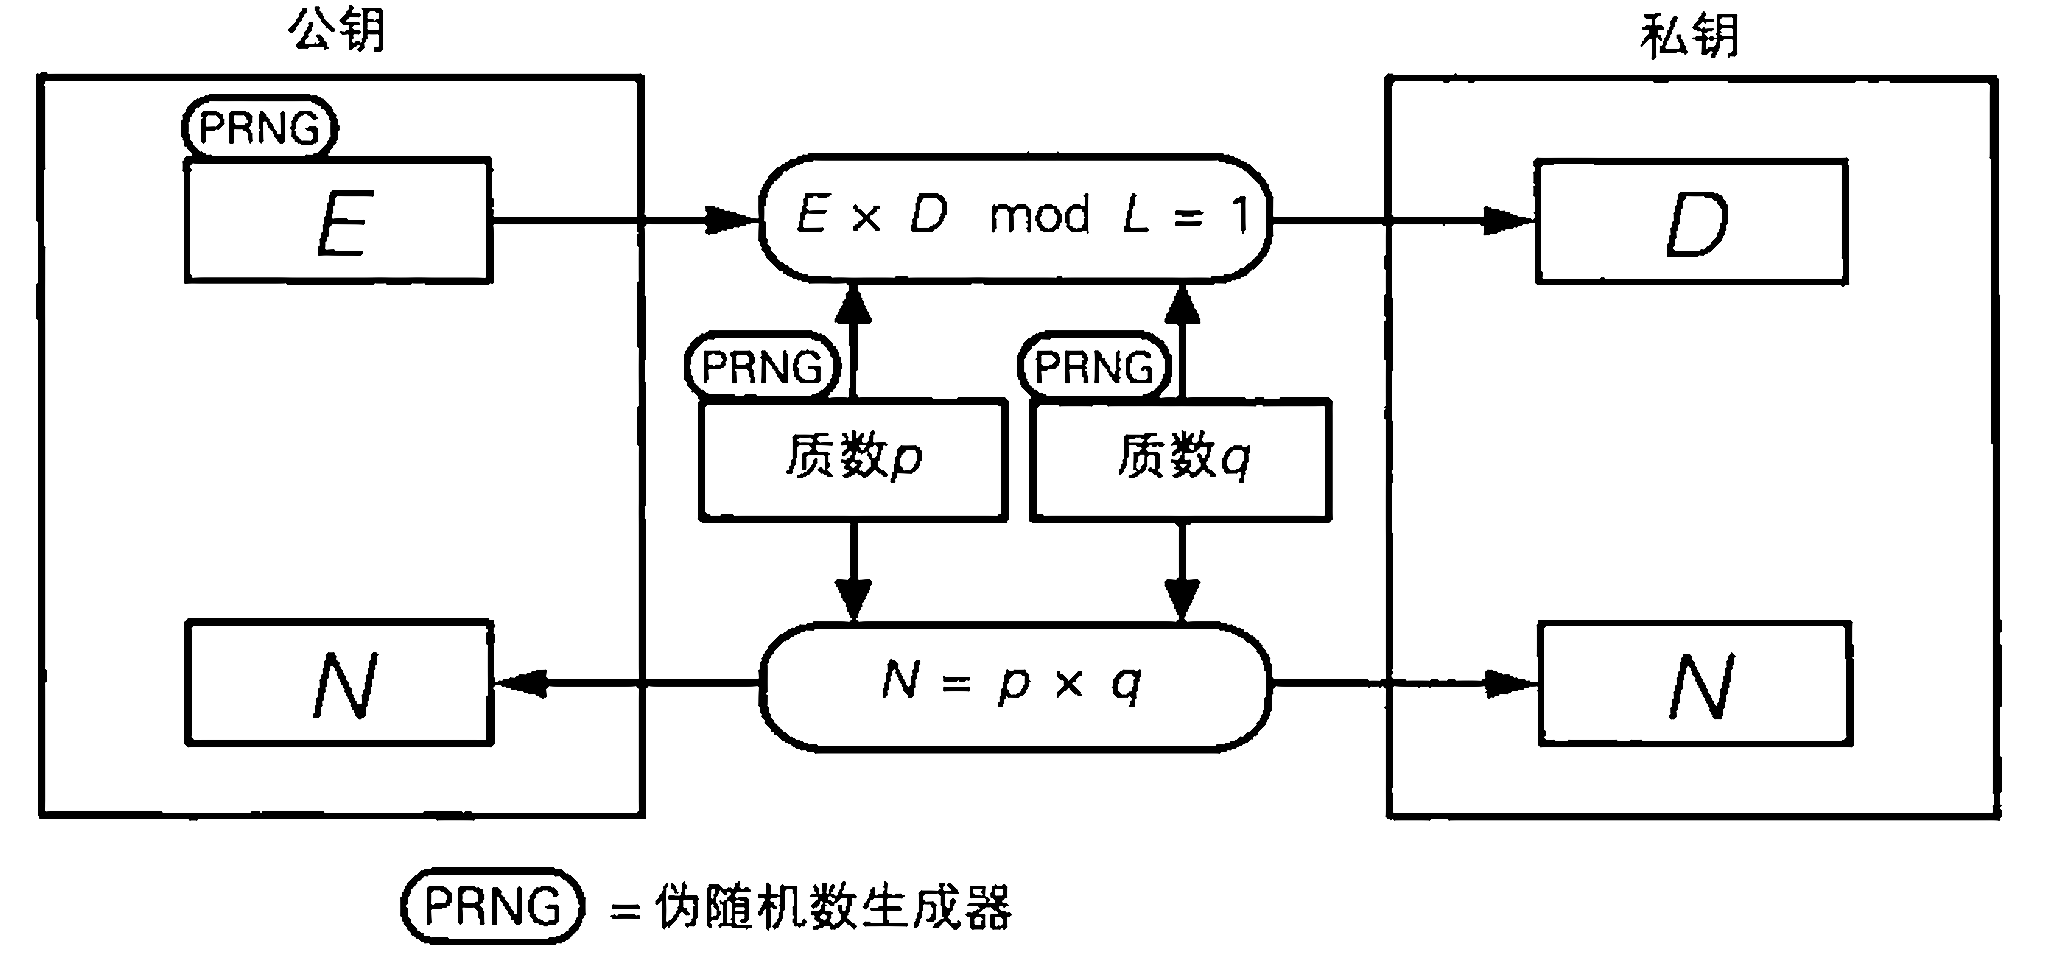 公钥
私钥
PRNG
E
E × D mod L = 1
D
PRNG
PRNG
质数p
质数q
N
N = p × q
N
PRNG = 伪随机数生成器